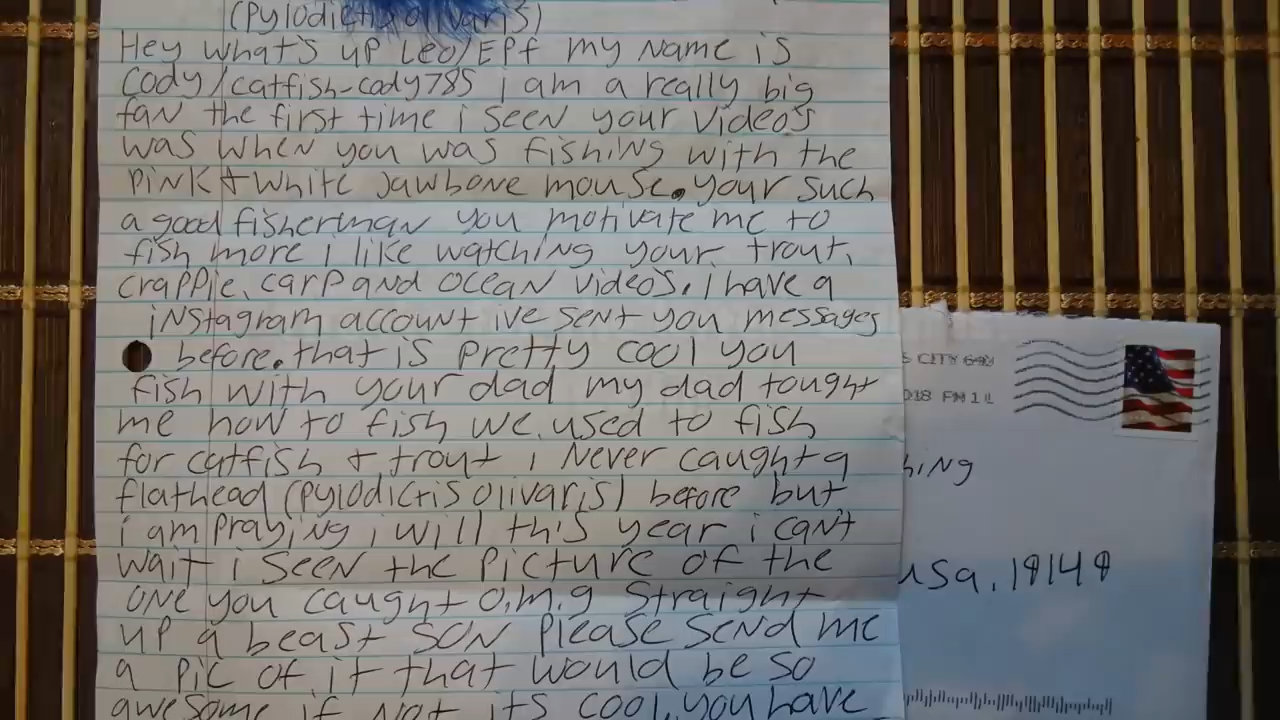 (Pylodictis olivaris)
Hey what's up Leo/EPf my name is
Cody/catfish-cody785 i am a really big
fan the first time i seen your video's
was when you was fishing with the
pink & white jawbone mouse. your such
a good fisherman you motivate me to
fish more i like watching your trout,
crappie, carp and ocean video's. i have a
instagram account ive sent you messages
before. that is pretty cool you
fish with your dad my dad tought
me how to fish we used to fish
for catfish & trout i never caught a
flathead (pylodictis olivaris) before but
i am praying i will this year i can't
wait i seen the picture of the
one you caught o.m.g straight
up a beast son please send me
a pic of it that would be so
awesome if not its cool, you have
S CITY 640
018 PM 1 L
hing
usa, 19149